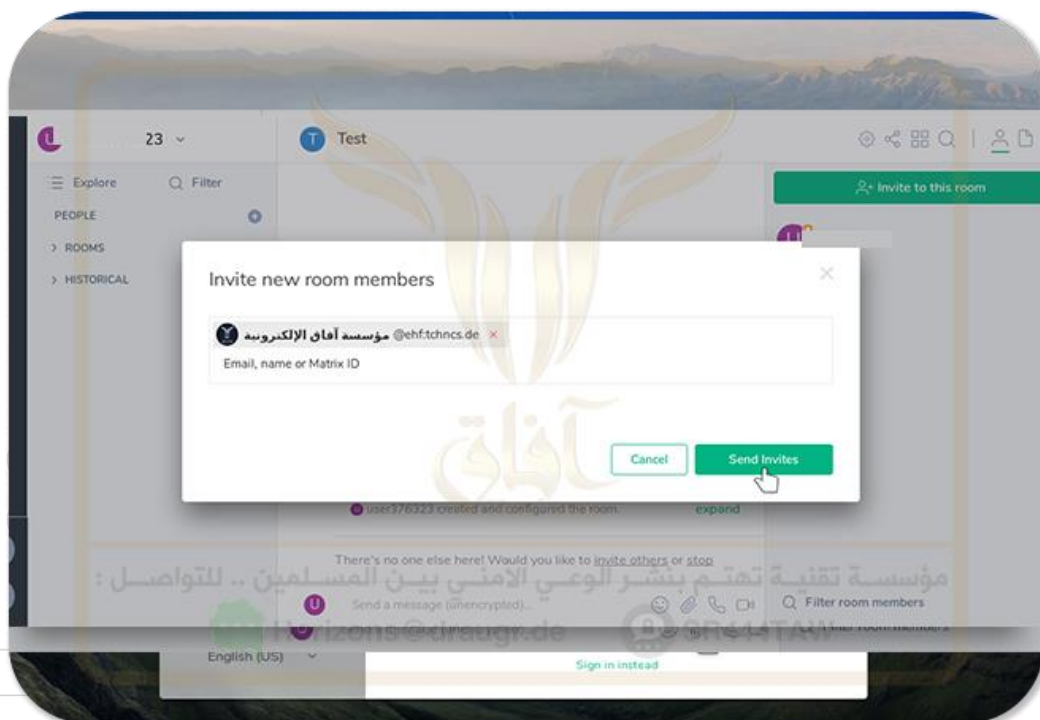 23
Test
Explore
Filter
PEOPLE
ROOMS
HISTORICAL
Invite to this room
Invite new room members
مؤسسة آفاق الإلكترونية @ehf:tchncs.de
Email, name or Matrix ID
آفاق
Cancel
Send Invites
user376323 created and configured the room.
expand
There's no one else here! Would you like to invite others or stop
مؤسسة تقنية تهتم بنشر الوعي الامني بين المسلمين .. للتواصل :
Send a message (unencrypted)...
Filter room members
English (US)
Sign in instead